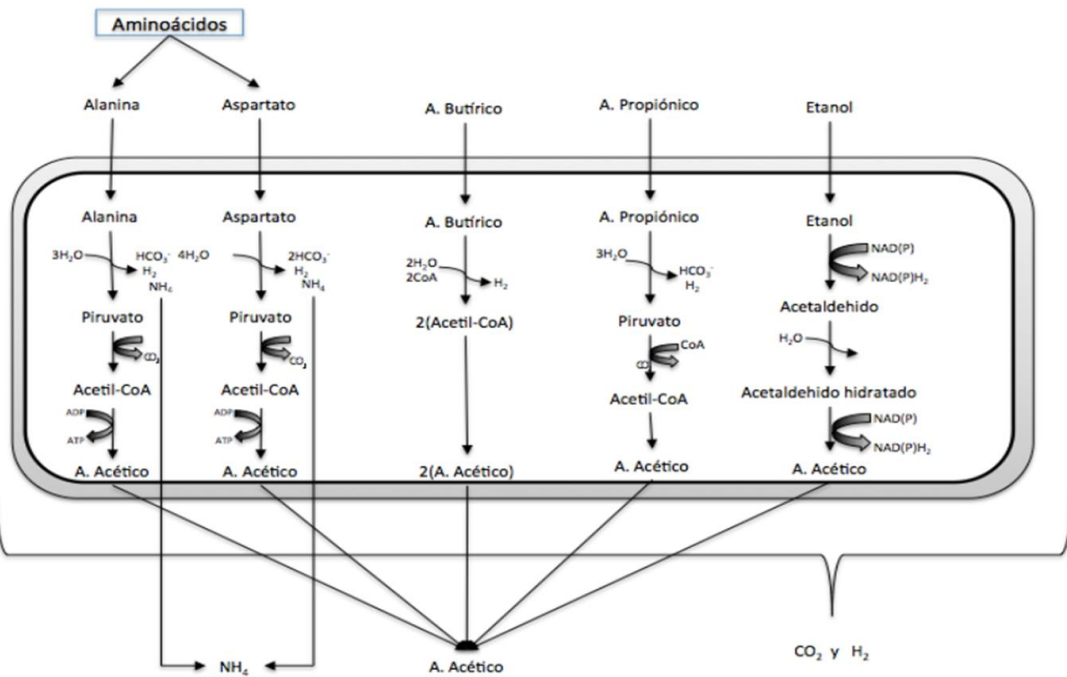 Aminoácidos
Alanina
Aspartato
A. Butírico
A. Propiónico
Etanol
Alanina
Aspartato
A. Butírico
A. Propiónico
Etanol
3H₂O
HCO₃⁻
H₂
NH₄
4H₂O
2HCO₃⁻
H₂
NH₄
2H₂O
2CoA
H₂
3H₂O
HCO₃⁻
H₂
NAD(P)
NAD(P)H₂
Piruvato
Piruvato
2(Acetil-CoA)
Piruvato
Acetaldehido
CO₂
CO₂
CoA
H₂O
Acetil-CoA
Acetil-CoA
Acetil-CoA
Acetaldehido hidratado
ADP
ATP
ADP
ATP
NAD(P)
NAD(P)H₂
A. Acético
A. Acético
2(A. Acético)
A. Acético
A. Acético
NH₄
A. Acético
CO₂ y H₂